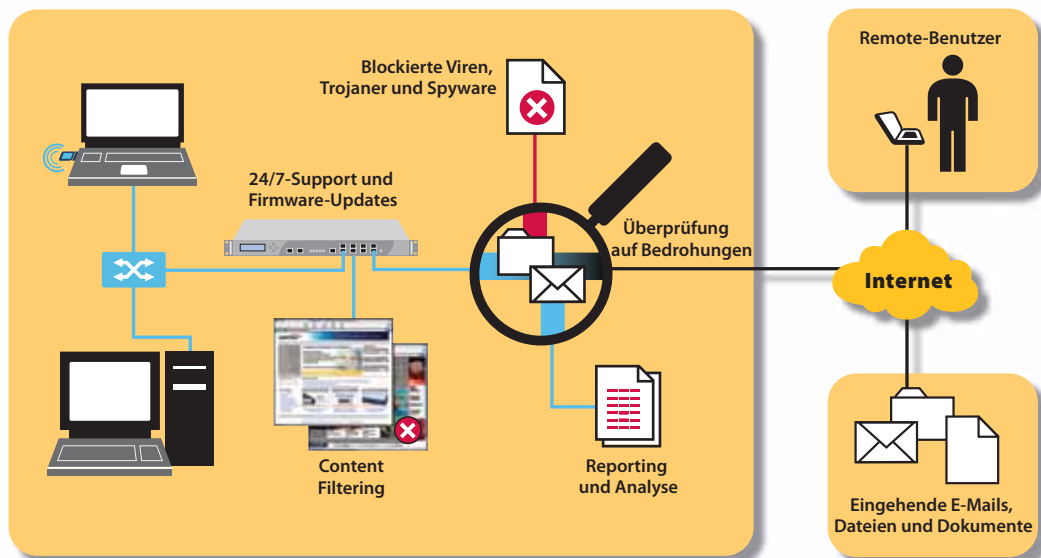 Blockierte Viren,
Trojaner und Spyware
24/7-Support und
Firmware-Updates
Überprüfung
auf Bedrohungen
Content
Filtering
Reporting
und Analyse
Remote-Benutzer
Internet
Eingehende E-Mails,
Dateien und Dokumente